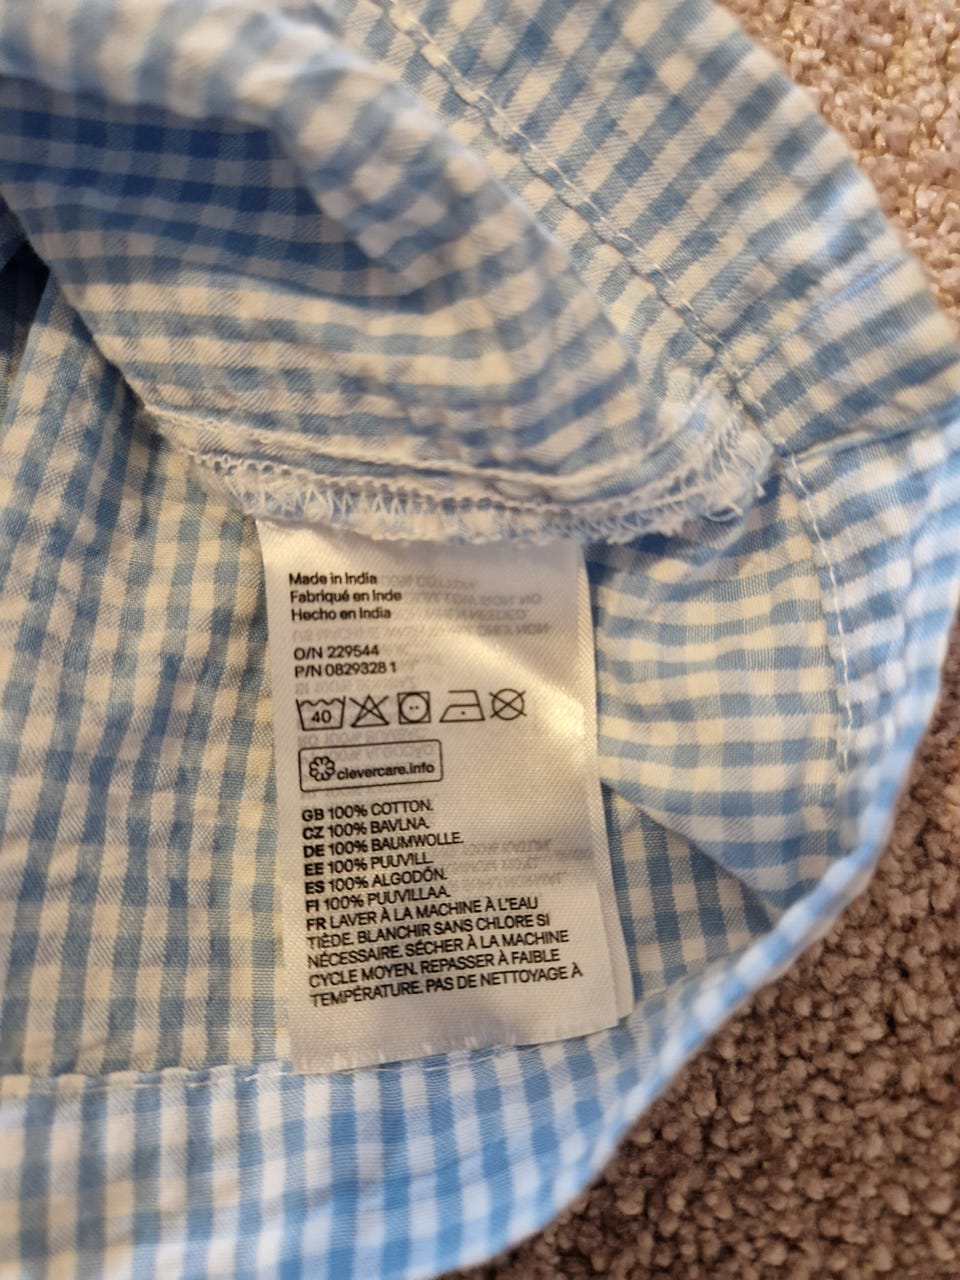 Made in India
Fabriqué en Inde
Hecho en India
O/N 229544
P/N 0829328 1
40
clevercare.info
GB 100% COTTON.
CZ 100% BAVLNA.
DE 100% BAUMWOLLE.
EE 100% PUUVILL.
ES 100% ALGODÓN.
FI 100% PUUVILLAA.
FR LAVER À LA MACHINE À L'EAU
TIÈDE. BLANCHIR SANS CHLORE SI
NÉCESSAIRE. SÉCHER À LA MACHINE
CYCLE MOYEN. REPASSER À FAIBLE
TEMPÉRATURE. PAS DE NETTOYAGE À